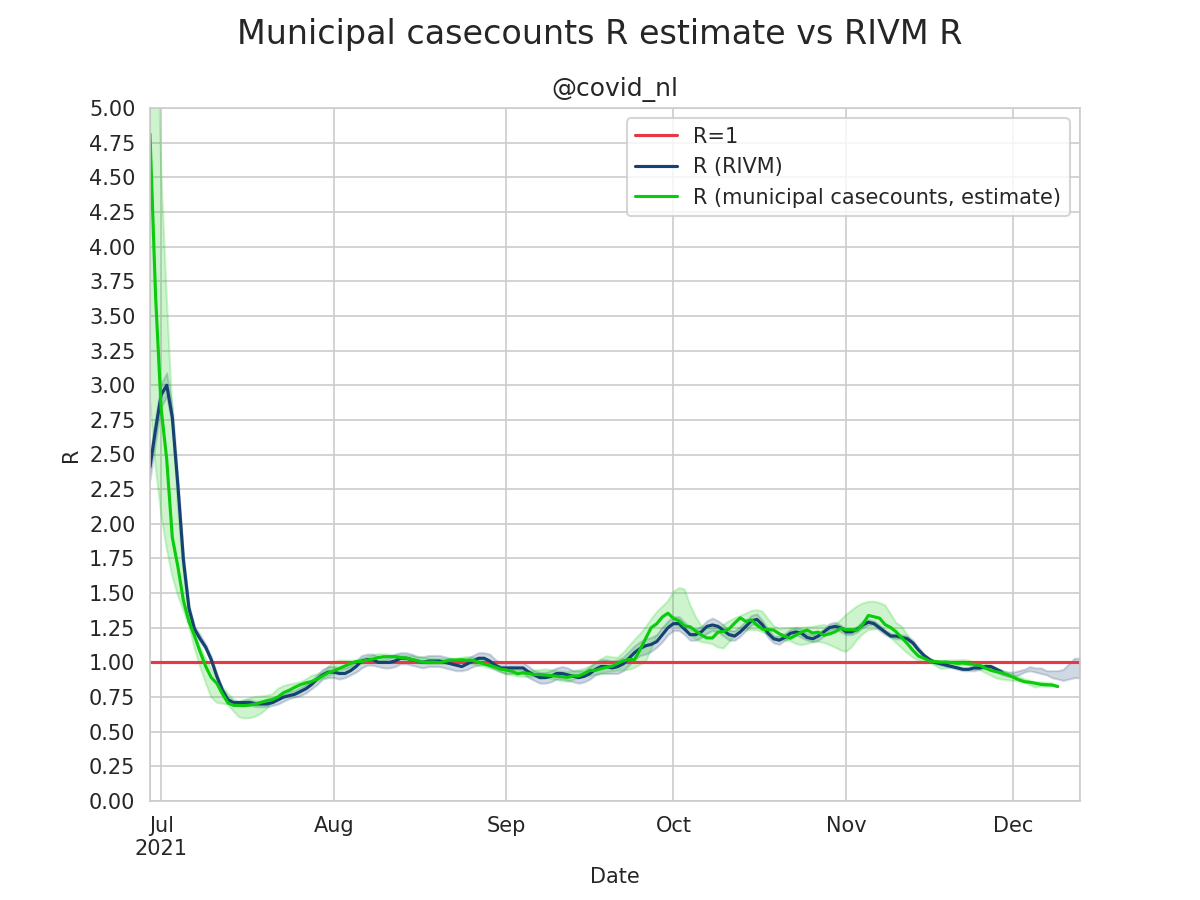 Municipal casecounts R estimate vs RIVM R
@covid_nl
R=1
R (RIVM)
R (municipal casecounts, estimate)
5.00
4.75
4.50
4.25
4.00
3.75
3.50
3.25
3.00
2.75
2.50
2.25
2.00
1.75
1.50
1.25
1.00
0.75
0.50
0.25
0.00
R
Jul
2021
Aug
Sep
Oct
Nov
Dec
Date